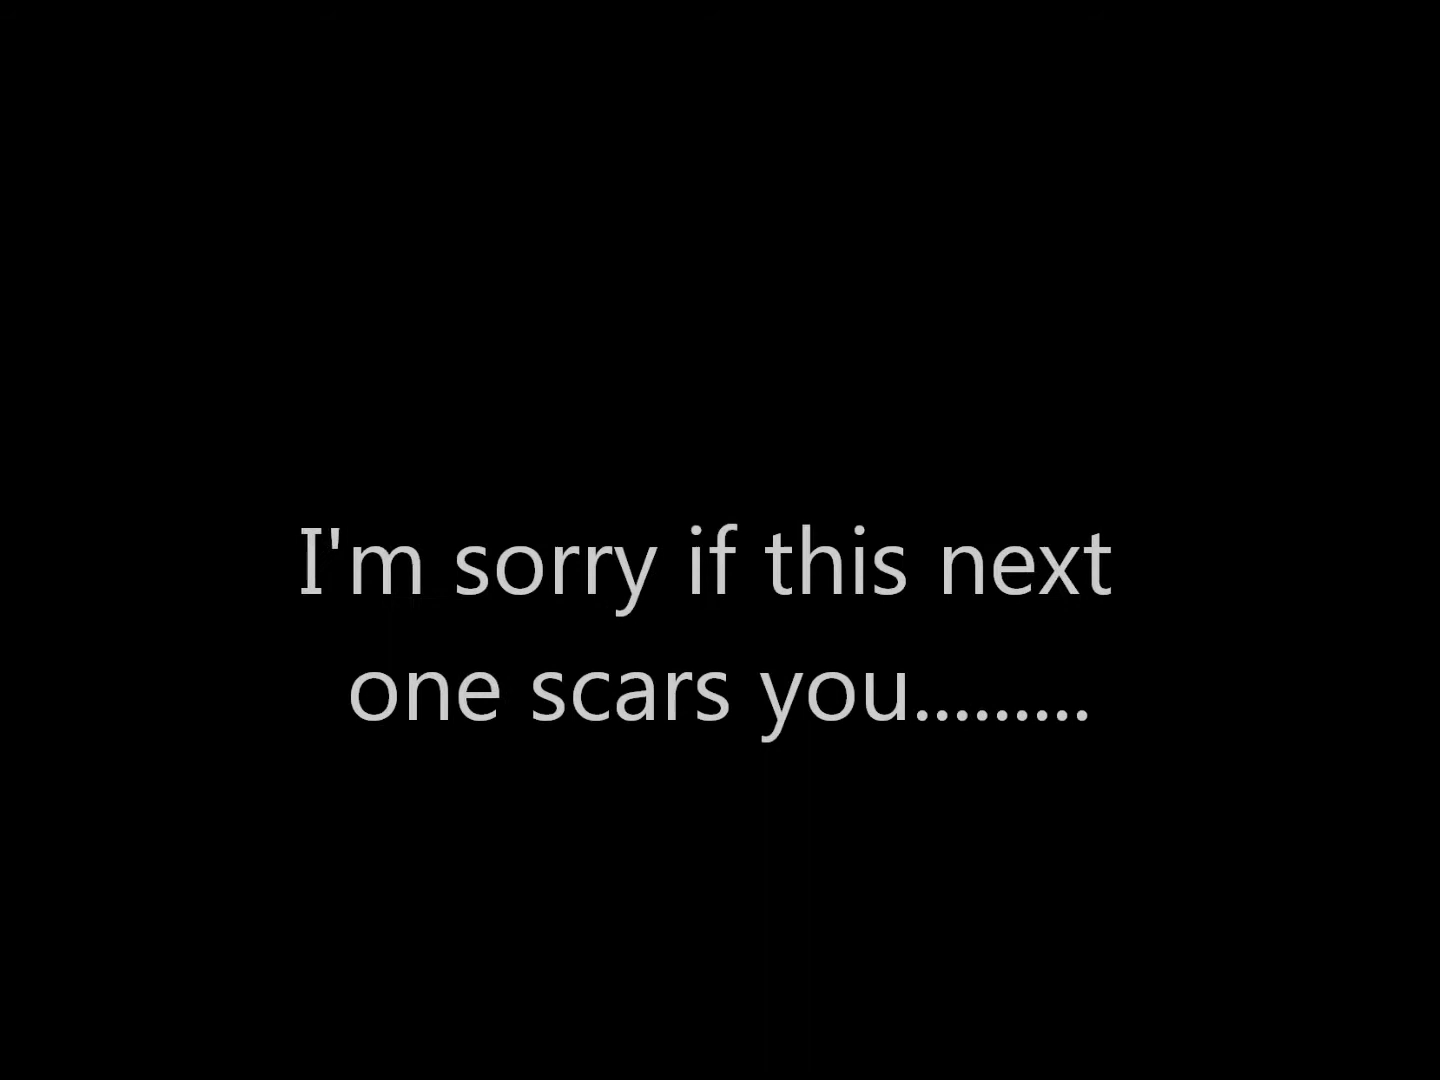 I'm sorry if this next
one scars you.........